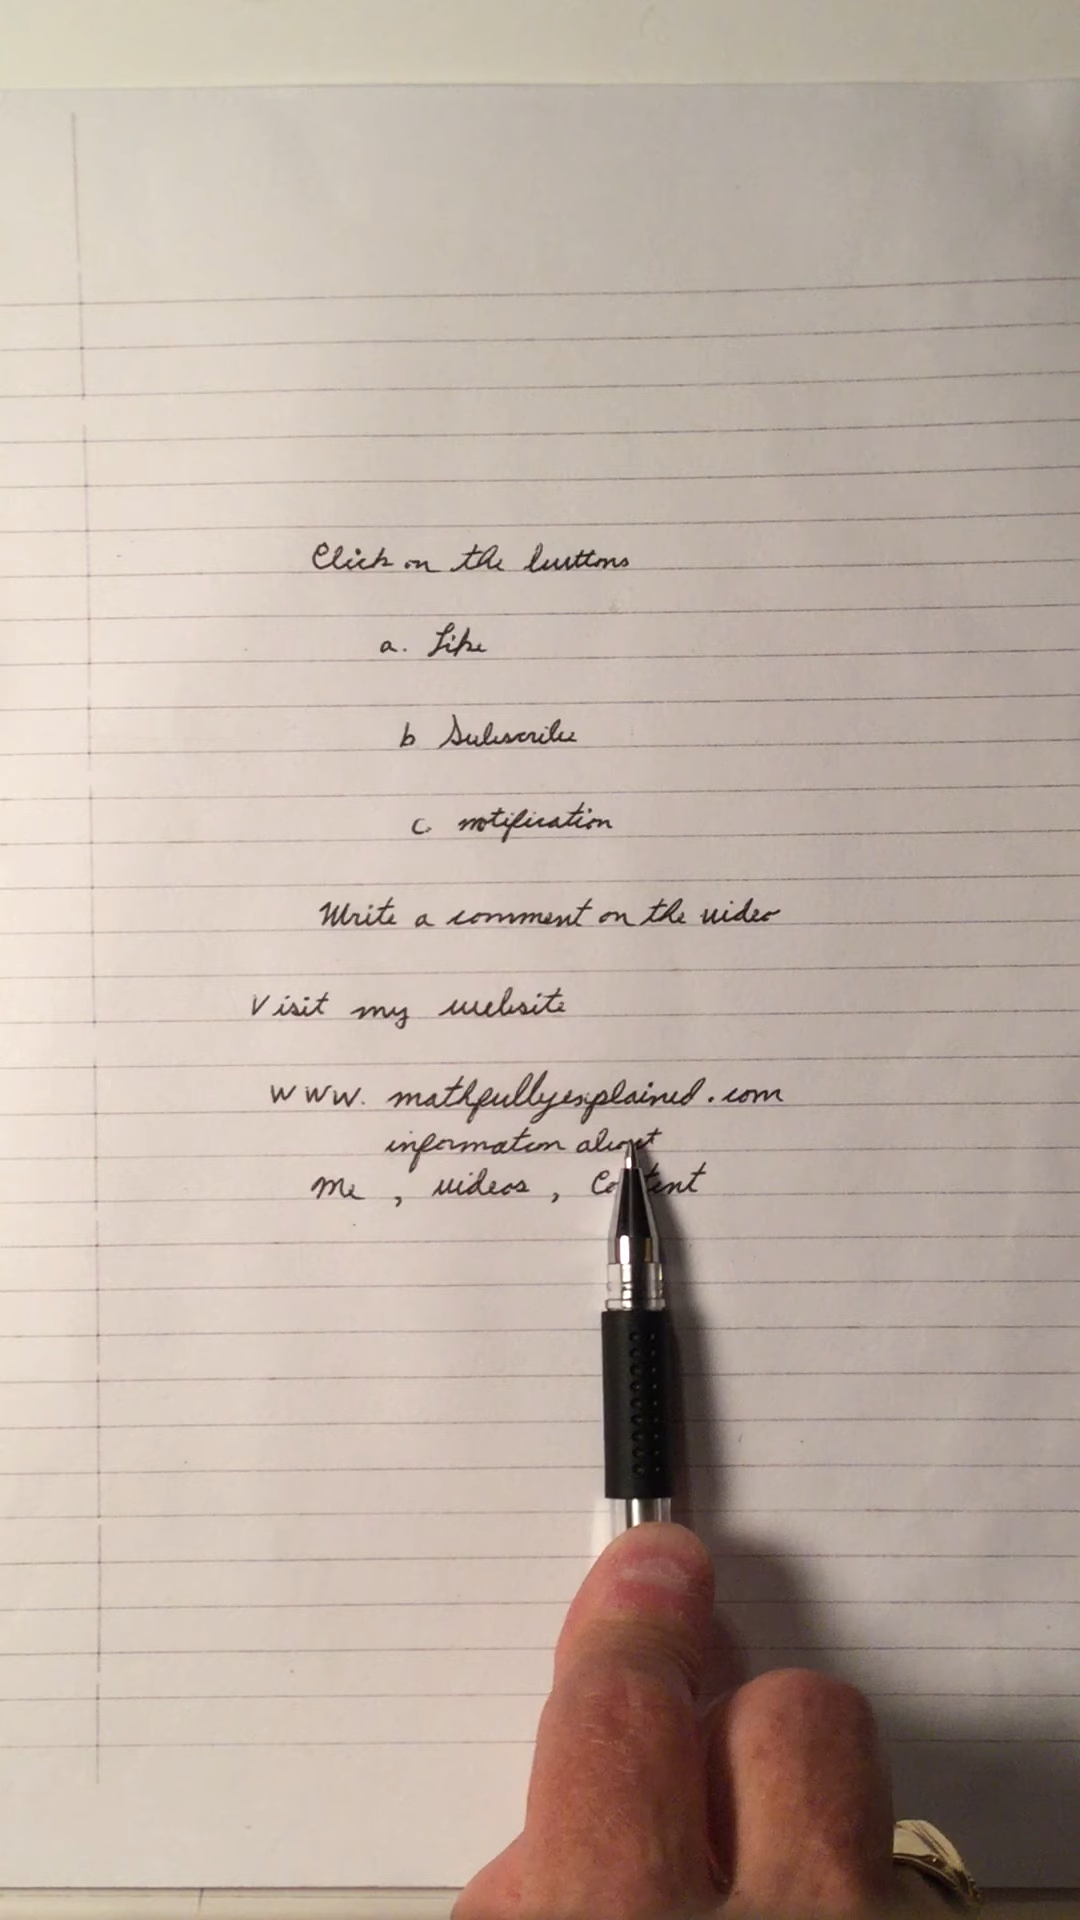 Click on the buttons
a. Like
b Subscribe
c. notification
Write a comment on the video
Visit my website
www.mathfullyexplained.com
information about
Me, videos, Content